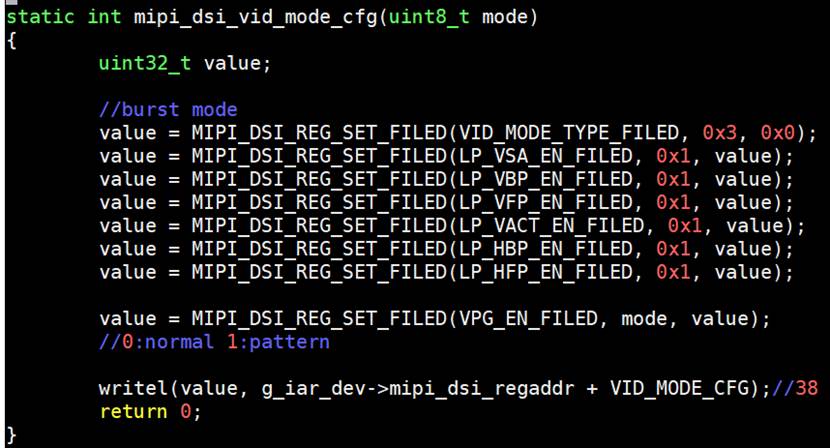 static int mipi_dsi_vid_mode_cfg(uint8_t mode)
{
        uint32_t value;

        //burst mode
        value = MIPI_DSI_REG_SET_FILED(VID_MODE_TYPE_FILED, 0x3, 0x0);
        value = MIPI_DSI_REG_SET_FILED(LP_VSA_EN_FILED, 0x1, value);
        value = MIPI_DSI_REG_SET_FILED(LP_VBP_EN_FILED, 0x1, value);
        value = MIPI_DSI_REG_SET_FILED(LP_VFP_EN_FILED, 0x1, value);
        value = MIPI_DSI_REG_SET_FILED(LP_VACT_EN_FILED, 0x1, value);
        value = MIPI_DSI_REG_SET_FILED(LP_HBP_EN_FILED, 0x1, value);
        value = MIPI_DSI_REG_SET_FILED(LP_HFP_EN_FILED, 0x1, value);

        value = MIPI_DSI_REG_SET_FILED(VPG_EN_FILED, mode, value);
        //0:normal 1:pattern

        writel(value, g_iar_dev->mipi_dsi_regaddr + VID_MODE_CFG);//38
        return 0;
}